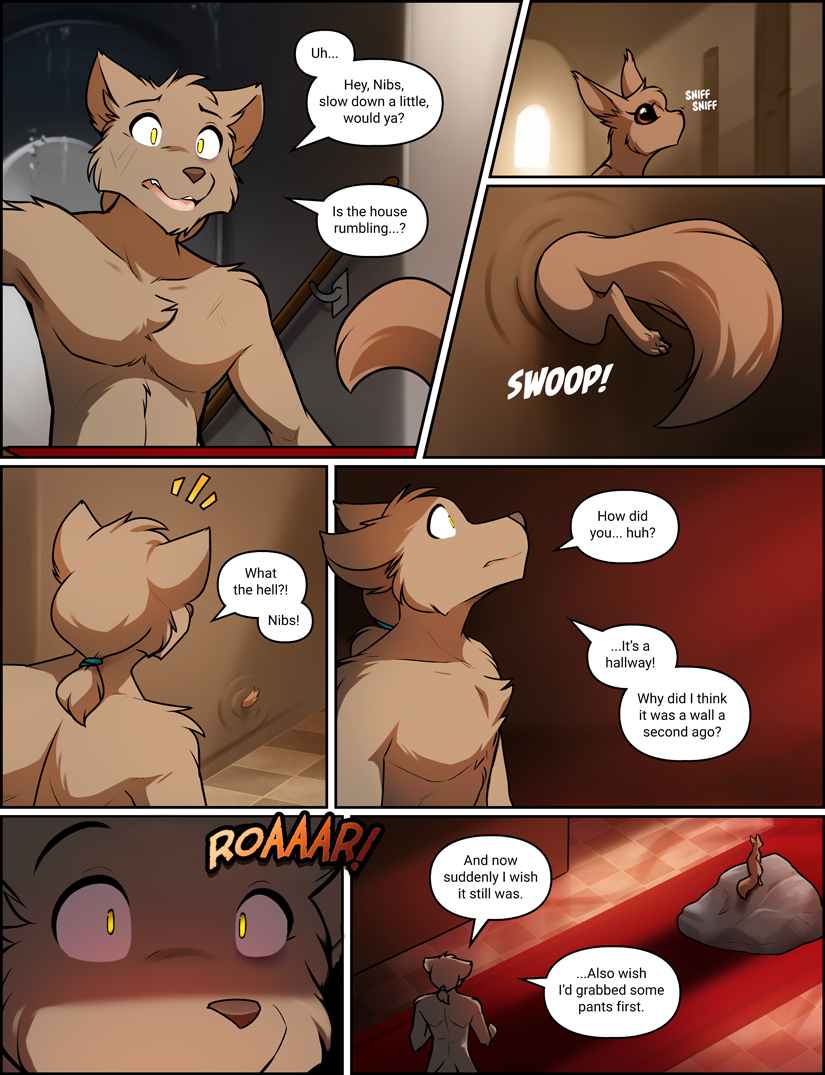 Uh...
Hey, Nibs,
slow down a little,
would ya?
Is the house
rumbling...?
SNIFF
SNIFF
SWOOP!
What
the hell?!
Nibs!
How did
you... huh?
...It's a
hallway!
Why did I think
it was a wall a
second ago?
ROAAAR!
And now
suddenly I wish
it still was.
...Also wish
I'd grabbed some
pants first.